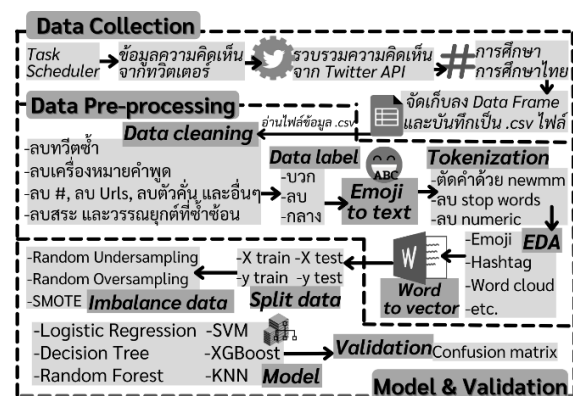 Data Collection
Task
Scheduler
ข้อมูลความคิดเห็น
จากทวิตเตอร์
รวบรวมความคิดเห็น
จาก Twitter API
#การศึกษา
การศึกษาไทย
จัดเก็บลง Data Frame
และบันทึกเป็น .csv ไฟล์
Data Pre-processing
อ่านไฟล์ข้อมูล .csv
Data cleaning
-ลบทวีตซ้ำ
-ลบเครื่องหมายคำพูด
-ลบ #, ลบ Urls, ลบตัวคั่น และอื่นๆ
-ลบสระ และวรรณยุกต์ที่ซ้ำซ้อน
Data label
-บวก
-ลบ
-กลาง
ABC
Emoji
to text
Tokenization
-ตัดคำด้วย newmm
-ลบ stop words
-ลบ numeric
EDA
-Emoji
-Hashtag
-Word cloud
-etc.
W
Word
to vector
-X train -X test
-y train -y test
Split data
-Random Undersampling
-Random Oversampling
-SMOTE
Imbalance data
-Logistic Regression
-Decision Tree
-Random Forest
-SVM
-XGBoost
-KNN
Model
Validation
Confusion matrix
Model & Validation